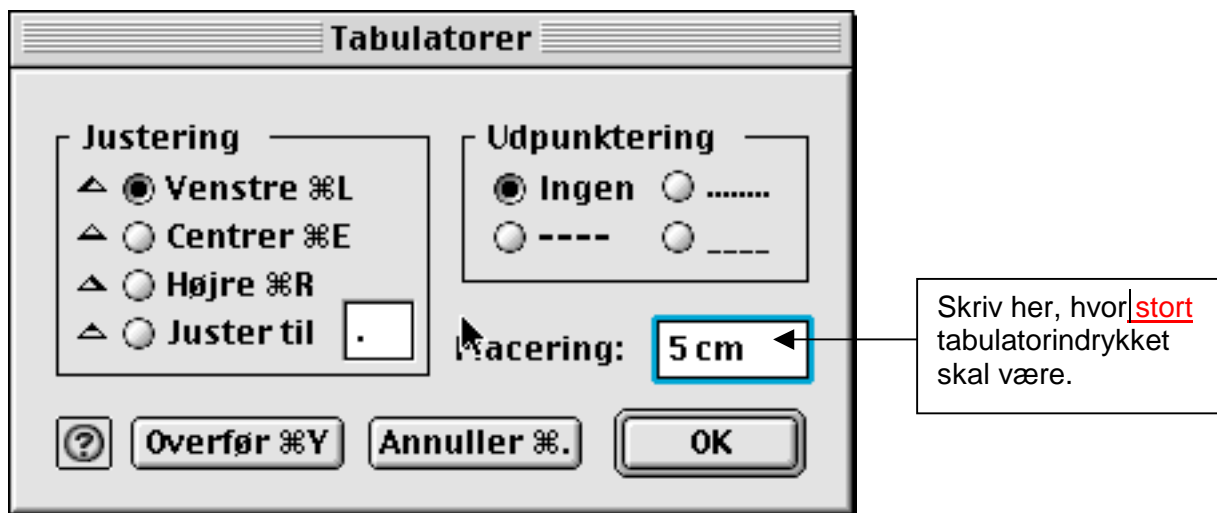 Tabulatorer
Justering
Venstre ⌘L
Centrer ⌘E
Højre ⌘R
Juster til .
Udpunktering
Ingen ........
---- ____
Placering: 5 cm
Skriv her, hvor stort
tabulatorindrykket
skal være.
? Overfør ⌘Y Annuller ⌘. OK